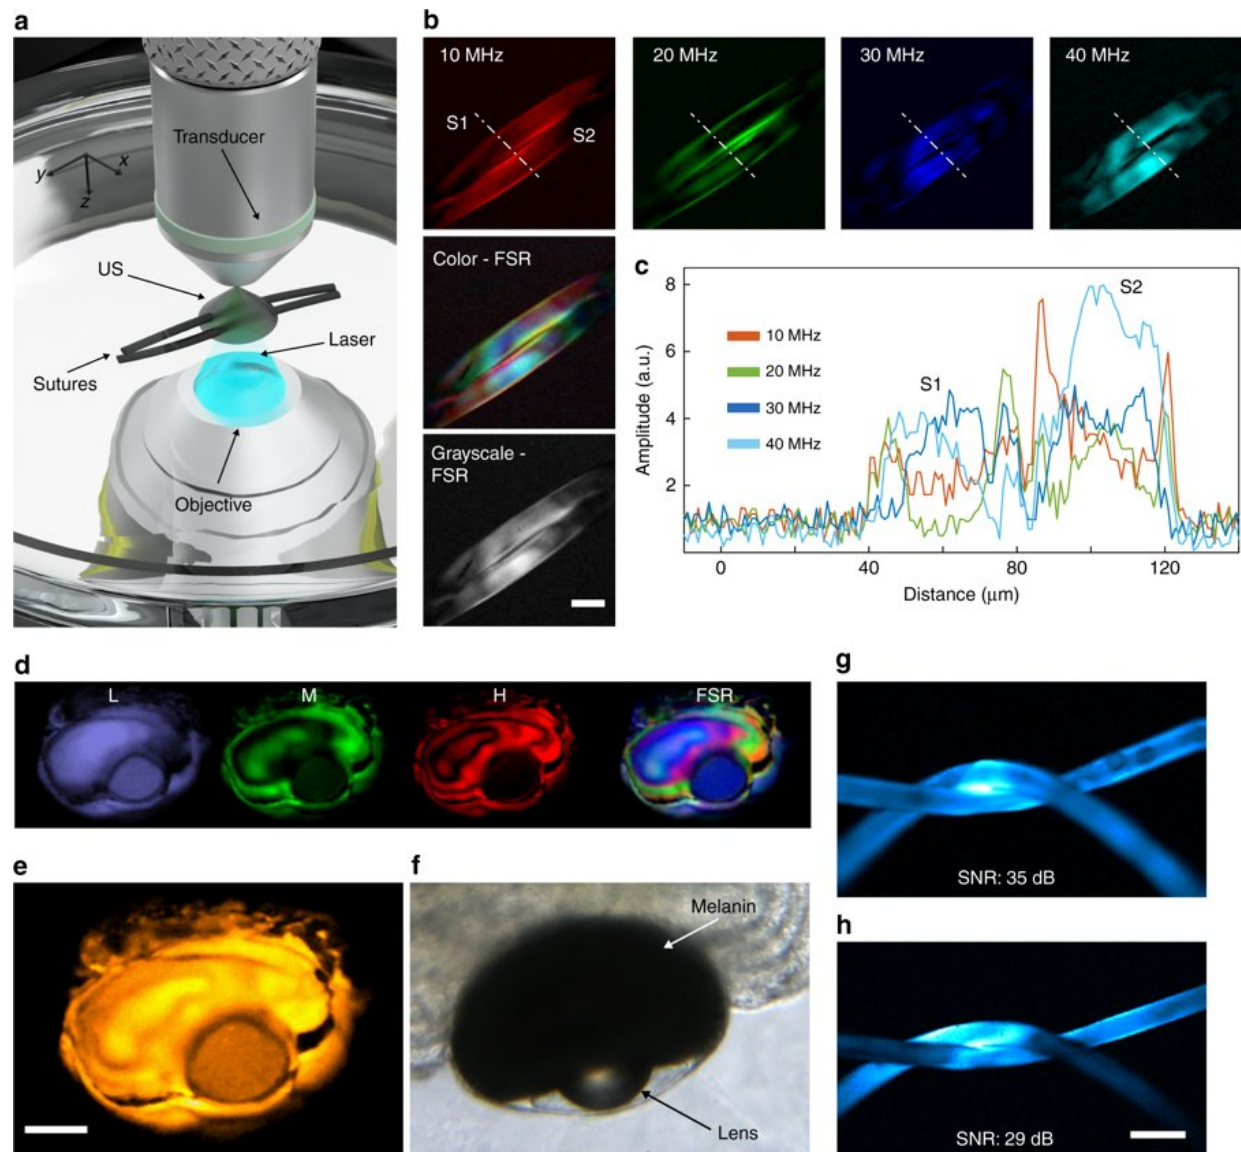 a
Transducer
y
x
z
US
Laser
Sutures
Objective
b
10 MHz
S1
S2
20 MHz
30 MHz
40 MHz
Color - FSR
Grayscale -
FSR
c
Amplitude (a.u.)
8
6
4
2
S1
S2
10 MHz
20 MHz
30 MHz
40 MHz
0
40
80
120
Distance (μm)
d
L
M
H
FSR
e
f
Melanin
Lens
g
SNR: 35 dB
h
SNR: 29 dB